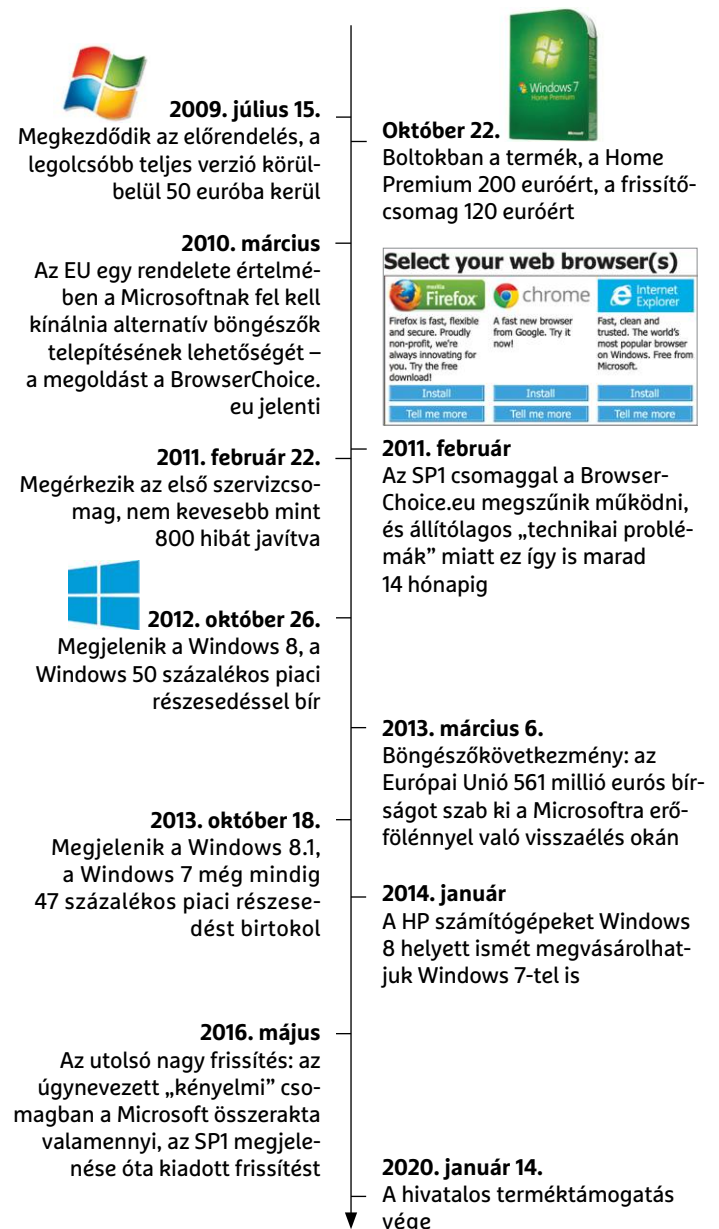 Windows 7
Home Premium
Microsoft
2009. július 15.
Megkezdődik az előrendelés, a
legolcsóbb teljes verzió körül-
belül 50 euróba kerül
Október 22.
Boltokban a termék, a Home
Premium 200 euróért, a frissítő-
csomag 120 euróért
2010. március
Az EU egy rendelete értelmé-
ben a Microsoftnak fel kell
kínálnia alternatív böngészők
telepítésének lehetőségét –
a megoldást a BrowserChoice.
eu jelenti
Select your web browser(s)
mozilla
Firefox
Firefox is fast, flexible
and secure. Proudly
non-profit, we're
always innovating for
you. Try the free
download!
Install
Tell me more
chrome
A fast new browser
from Google. Try it
now!
Install
Tell me more
Internet
Explorer
Fast, clean and
trusted. The world's
most popular browser
on Windows. Free from
Microsoft.
Install
Tell me more
2011. február 22.
Megérkezik az első szervizcso-
mag, nem kevesebb mint
800 hibát javítva
2011. február
Az SP1 csomaggal a Browser-
Choice.eu megszűnik működni,
és állítólagos „technikai problé-
mák” miatt ez így is marad
14 hónapig
2012. október 26.
Megjelenik a Windows 8, a
Windows 50 százalékos piaci
részesedéssel bír
2013. március 6.
Böngészőkövetkezmény: az
Európai Unió 561 millió eurós bír-
ságot szab ki a Microsoftra erő-
fölénnyel való visszaélés okán
2013. október 18.
Megjelenik a Windows 8.1,
a Windows 7 még mindig
47 százalékos piaci részese-
dést birtokol
2014. január
A HP számítógépeket Windows
8 helyett ismét megvásárolhat-
juk Windows 7-tel is
2016. május
Az utolsó nagy frissítés: az
úgynevezett „kényelmi” cso-
magban a Microsoft összerakta
valamennyi, az SP1 megjele-
nése óta kiadott frissítést
2020. január 14.
A hivatalos terméktámogatás
vége